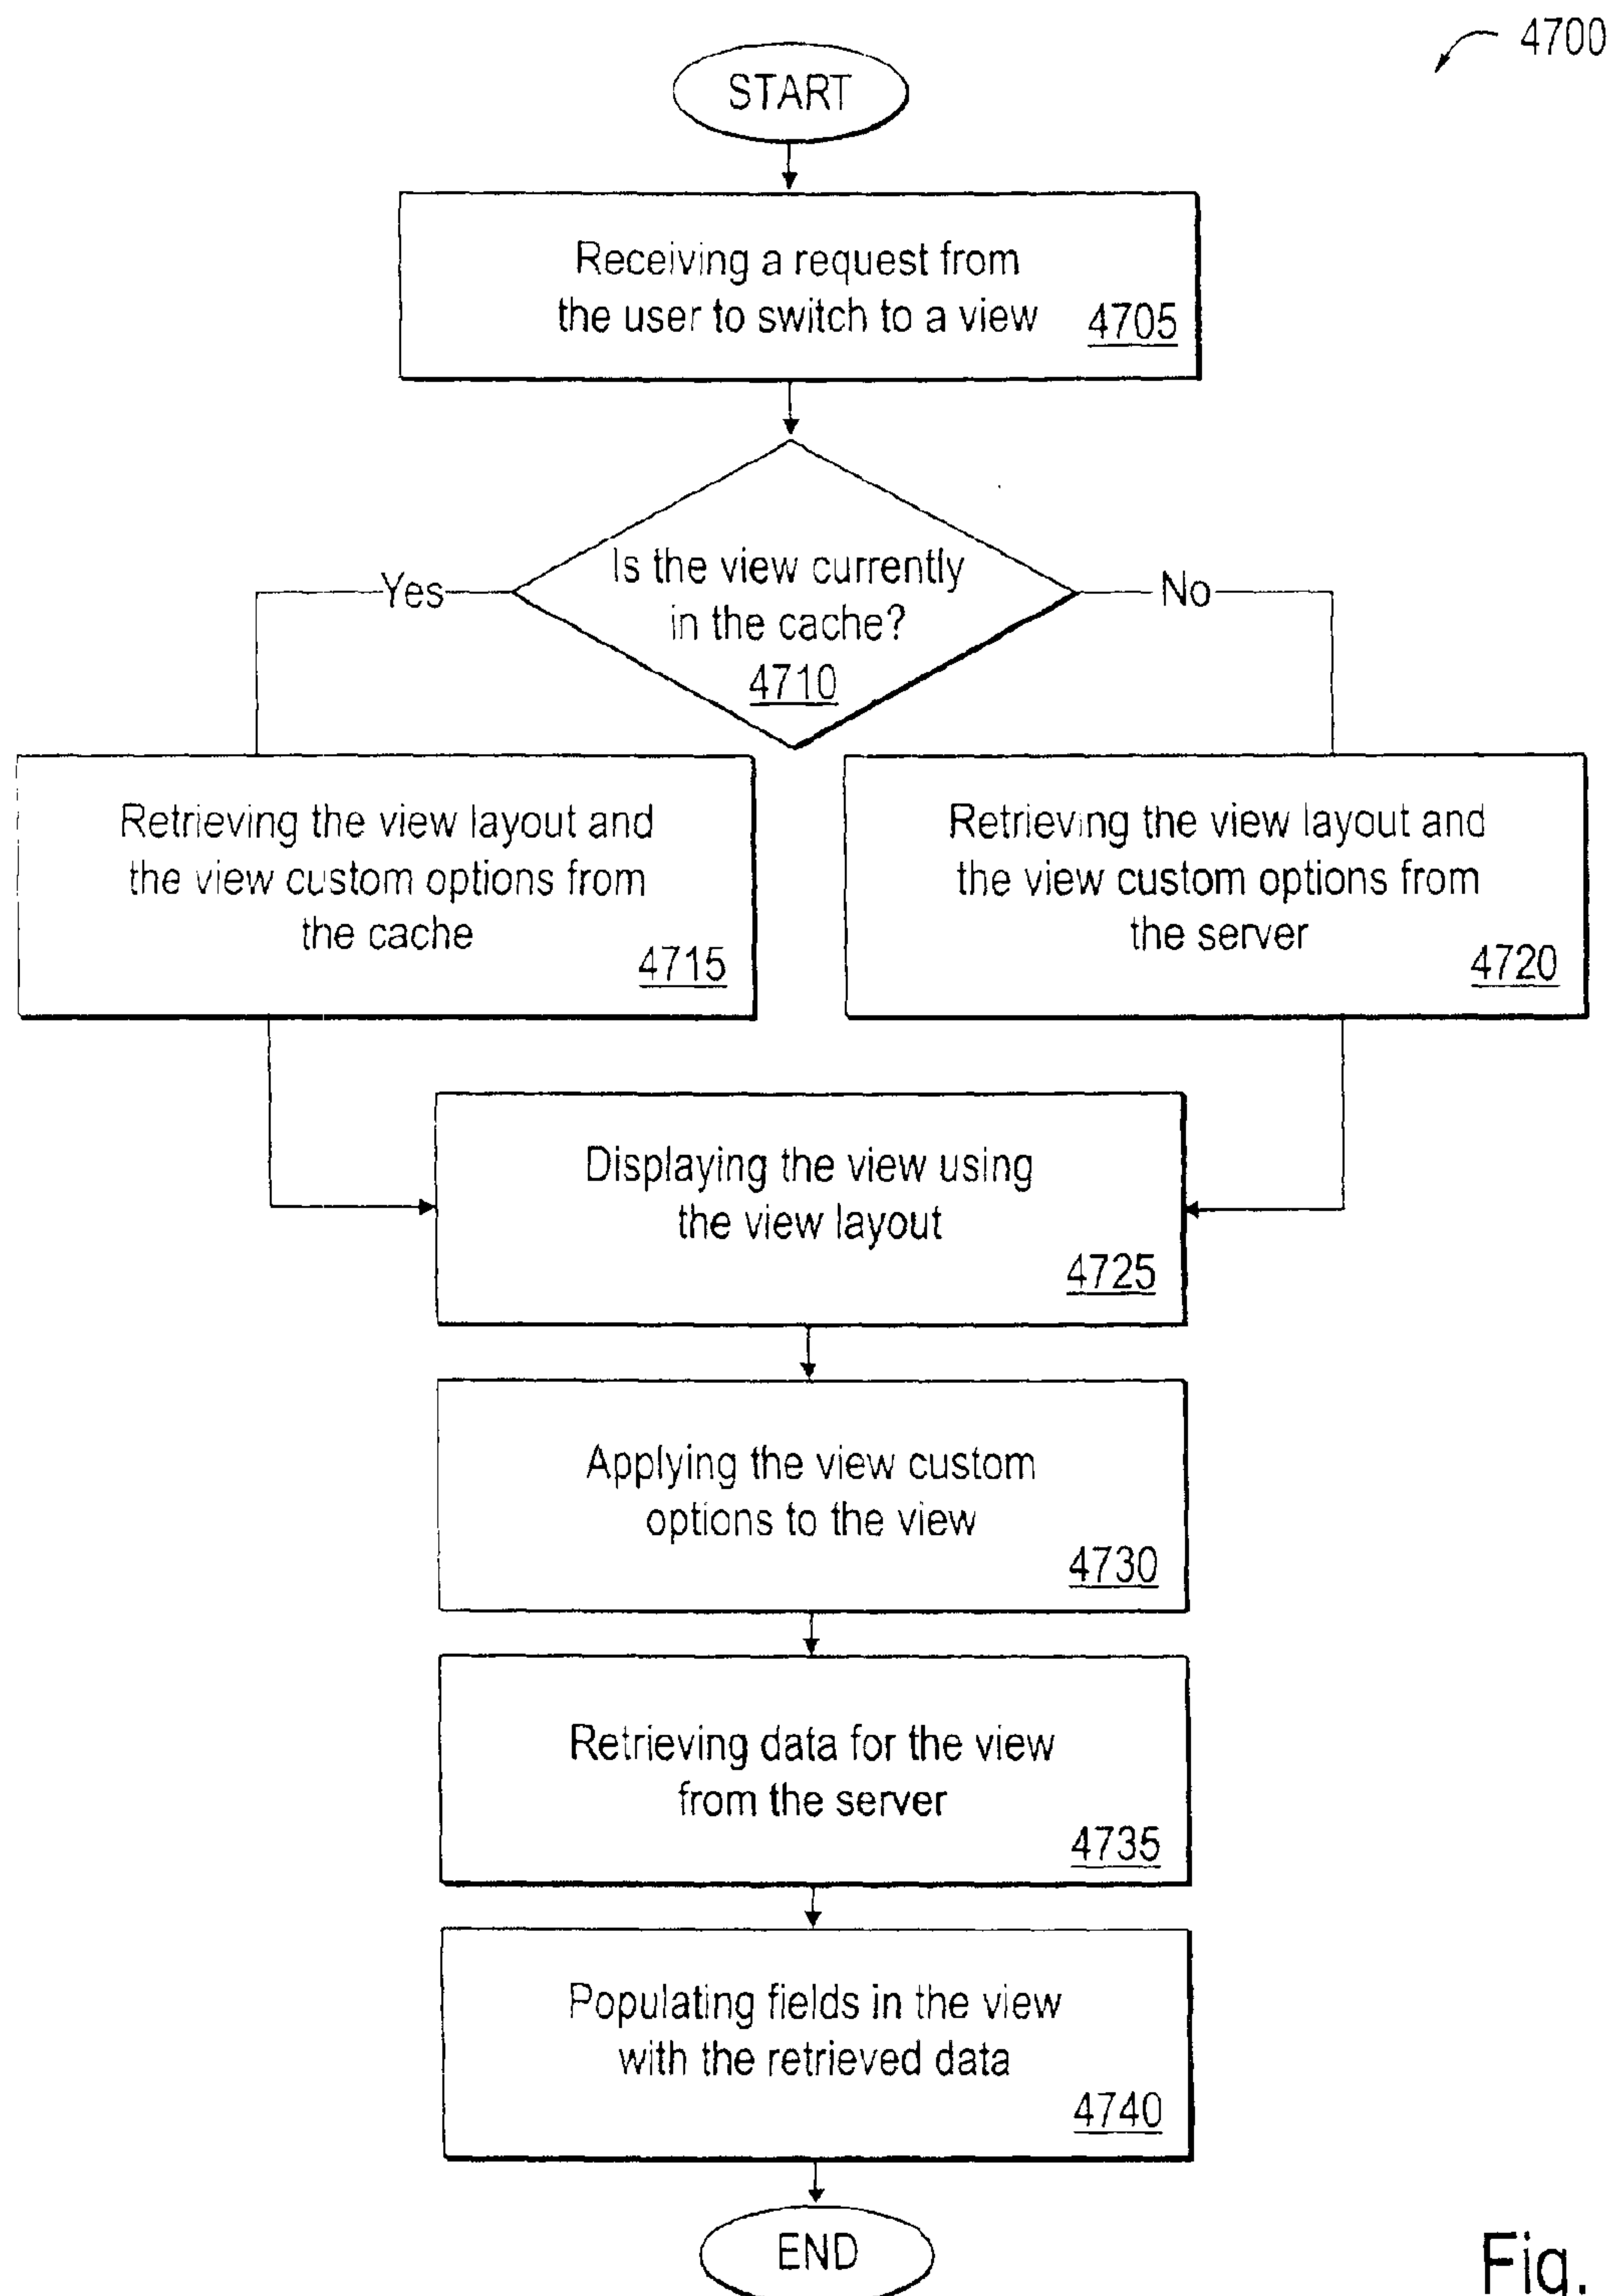 4700
START
Receiving a request from
the user to switch to a view 4705
Is the view currently
in the cache?
4710
Yes
No
Retrieving the view layout and
the view custom options from
the cache
4715
Retrieving the view layout and
the view custom options from
the server
4720
Displaying the view using
the view layout
4725
Applying the view custom
options to the view
4730
Retrieving data for the view
from the server
4735
Populating fields in the view
with the retrieved data
4740
END
Fig.